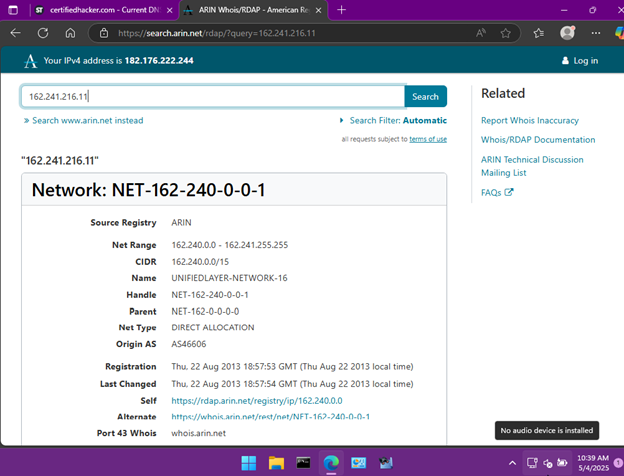 certifiedhacker.com - Current DN
ARIN Whois/RDAP - American Re
https://search.arin.net/rdap/?query=162.241.216.11
Your IPv4 address is 182.176.222.244
Log in
162.241.216.11
Search
Search www.arin.net instead
Search Filter: Automatic
all requests subject to terms of use
"162.241.216.11"
Network: NET-162-240-0-0-1
Source Registry ARIN
Net Range 162.240.0.0 - 162.241.255.255
CIDR 162.240.0.0/15
Name UNIFIEDLAYER-NETWORK-16
Handle NET-162-240-0-0-1
Parent NET-162-0-0-0-0
Net Type DIRECT ALLOCATION
Origin AS AS46606
Registration Thu, 22 Aug 2013 18:57:53 GMT (Thu Aug 22 2013 local time)
Last Changed Thu, 22 Aug 2013 18:57:54 GMT (Thu Aug 22 2013 local time)
Self https://rdap.arin.net/registry/ip/162.240.0.0
Alternate https://whois.arin.net/rest/net/NET-162-240-0-0-1
Port 43 Whois whois.arin.net
Related
Report Whois Inaccuracy
Whois/RDAP Documentation
ARIN Technical Discussion
Mailing List
FAQs
No audio device is installed
10:39 AM
5/4/2025